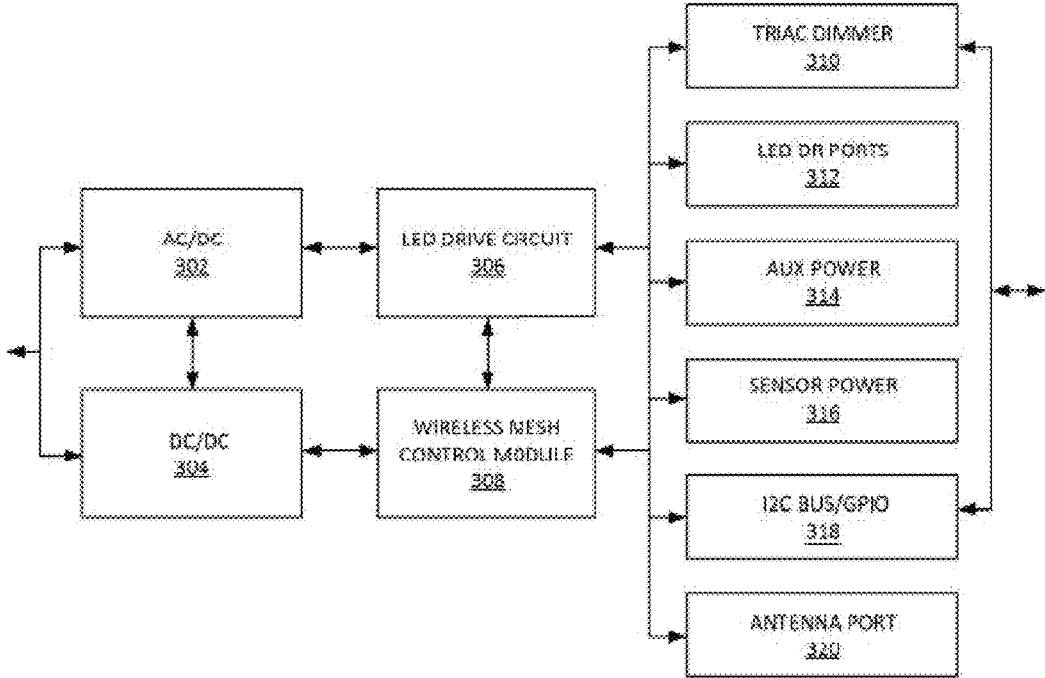 TRIAC DIMMER
310
LED DR PORTS
312
AC/DC
302
LED DRIVE CIRCUIT
306
AUX POWER
314
DC/DC
304
WIRELESS MESH
CONTROL MODULE
308
SENSOR POWER
316
I2C BUS/GPIO
318
ANTENNA PORT
320